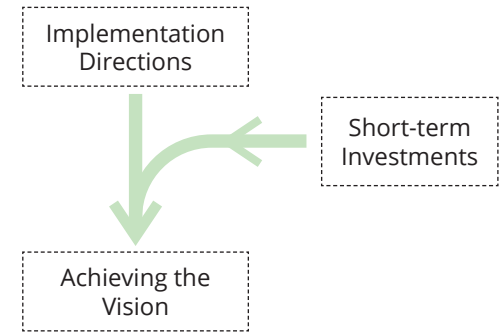 Implementation
Directions
Short-term
Investments
Achieving the
Vision